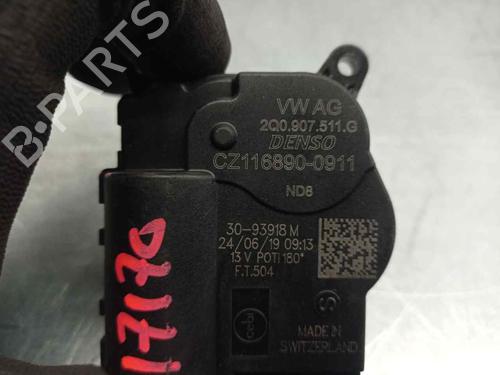 VW AG
2Q0.907.511.G
DENSO
CZ116890-0911
ND8
30-93918 M
24/06/19 09:13
13 V POTI 180°
F.T.504
MADE IN
SWITZERLAND
17170
B-PARTS